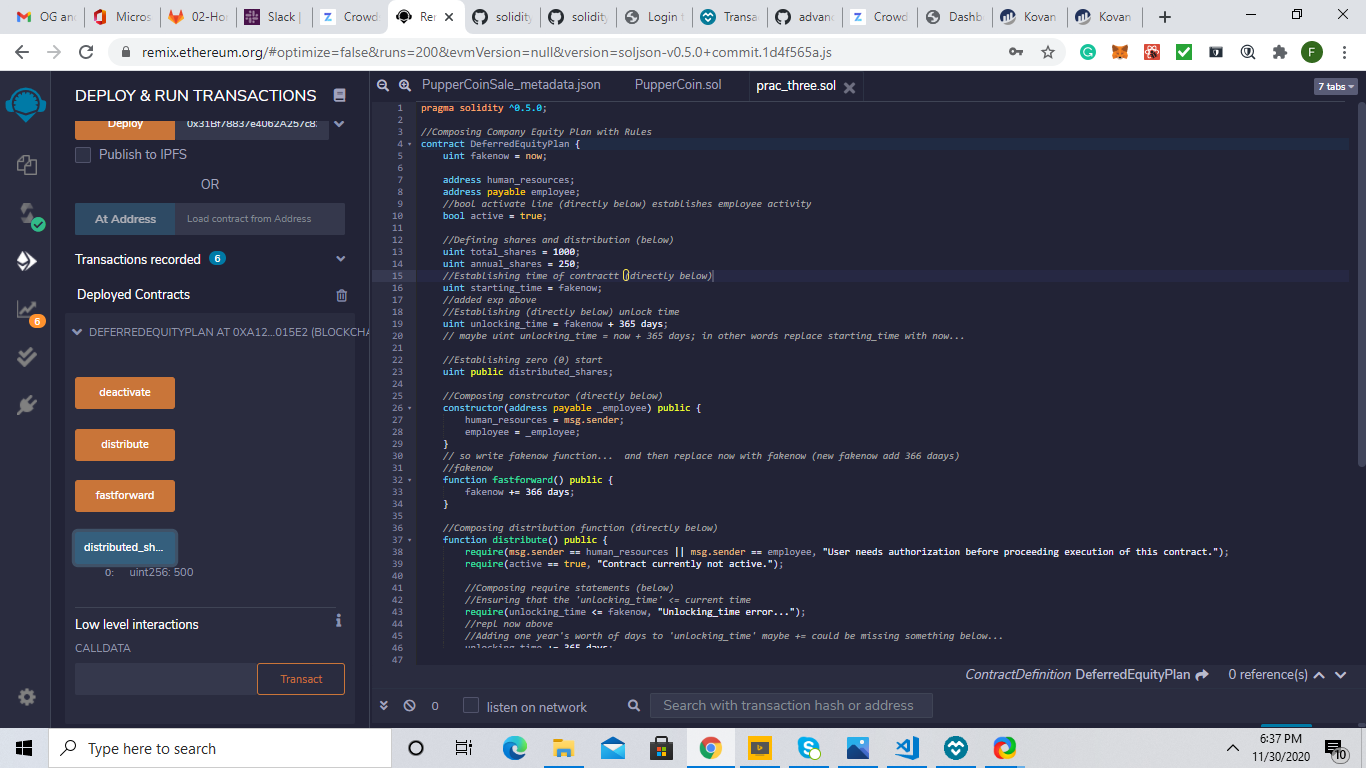 OG an
Micros
02-Hor
Slack |
Crowd
Rem
solidity
solidity
Login t
Transa
advanc
Crowd
Dashb
Kovan
Kovan
remix.ethereum.org/#optimize=false&runs=200&evmVersion=null&version=soljson-v0.5.0+commit.1d4f565a.js
F
DEPLOY & RUN TRANSACTIONS
PupperCoinSale_metadata.json
PupperCoin.sol
prac_three.sol
7 tabs
Deploy
Publish to IPFS
OR
At Address
Load contract from Address
Transactions recorded 6
Deployed Contracts
6
DEFERREDEQUITYPLAN AT 0XA12...015E2 (BLOCKCHA
deactivate
distribute
fastforward
distributed_sh...
0: uint256: 500
Low level interactions
i
CALLDATA
Transact
1 pragma solidity ^0.5.0;
2
3 //Composing Company Equity Plan with Rules
4 contract DeferredEquityPlan {
5 uint fakenow = now;
6
7 address human_resources;
8 address payable employee;
9 //bool activate line (directly below) establishes employee activity
10 bool active = true;
11
12 //Defining shares and distribution (below)
13 uint total_shares = 1000;
14 uint annual_shares = 250;
15 //Establishing time of contractt (directly below)
16 uint starting_time = fakenow;
17 //added exp above
18 //Establishing (directly below) unlock time
19 uint unlocking_time = fakenow + 365 days;
20 // maybe uint unlocking_time = now + 365 days; in other words replace starting_time with now...
21
22 //Establishing zero (0) start
23 uint public distributed_shares;
24
25 //Composing constrcutor (directly below)
26 constructor(address payable _employee) public {
27 human_resources = msg.sender;
28 employee = _employee;
29 }
30 // so write fakenow function... and then replace now with fakenow (new fakenow add 366 daays)
31 //fakenow
32 function fastforward() public {
33 fakenow += 366 days;
34 }
35
36 //Composing distribution function (directly below)
37 function distribute() public {
38 require(msg.sender == human_resources || msg.sender == employee, "User needs authorization before proceeding execution of this contract.");
39 require(active == true, "Contract currently not active.");
40
41 //Composing require statements (below)
42 //Ensuring that the 'unlocking_time' <= current time
43 require(unlocking_time <= fakenow, "Unlocking_time error...");
44 //repl now above
45 //Adding one year's worth of days to 'unlocking_time' maybe += could be missing something below...
46 unlocking_time += 365 days;
47
ContractDefinition DeferredEquityPlan 0 reference(s)
0
listen on network
Search with transaction hash or address
Type here to search
6:37 PM
11/30/2020
10